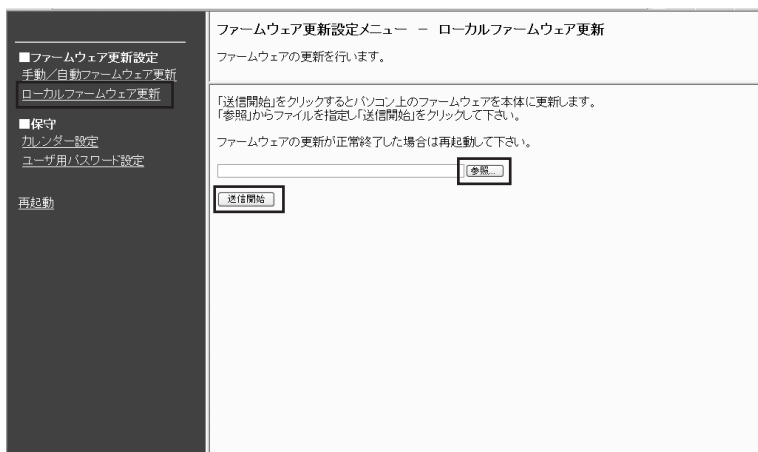 ■ファームウェア更新設定
手動／自動ファームウェア更新
ローカルファームウェア更新
■保守
カレンダー設定
ユーザ用パスワード設定
再起動
ファームウェア更新設定メニュー － ローカルファームウェア更新
ファームウェアの更新を行います。
「送信開始」をクリックするとパソコン上のファームウェアを本体に更新します。
「参照」からファイルを指定し「送信開始」をクリックして下さい。
ファームウェアの更新が正常終了した場合は再起動して下さい。
参照...
送信開始